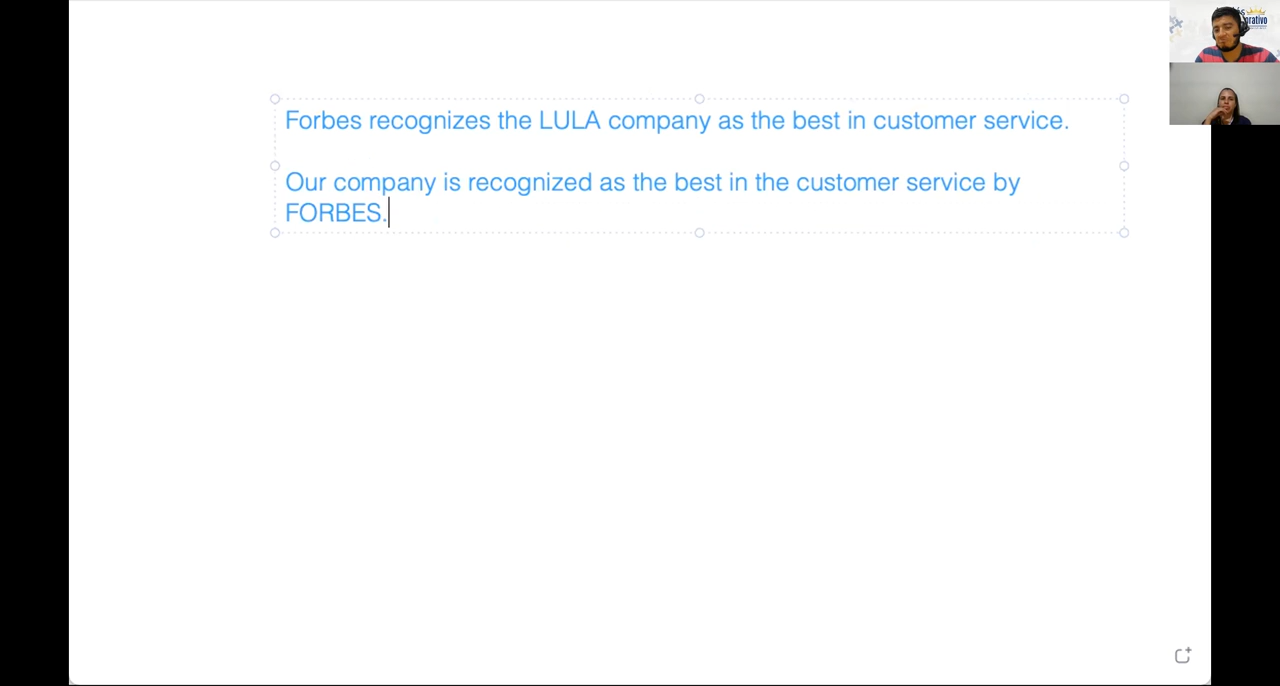 Forbes recognizes the LULA company as the best in customer service.
Our company is recognized as the best in the customer service by
FORBES.